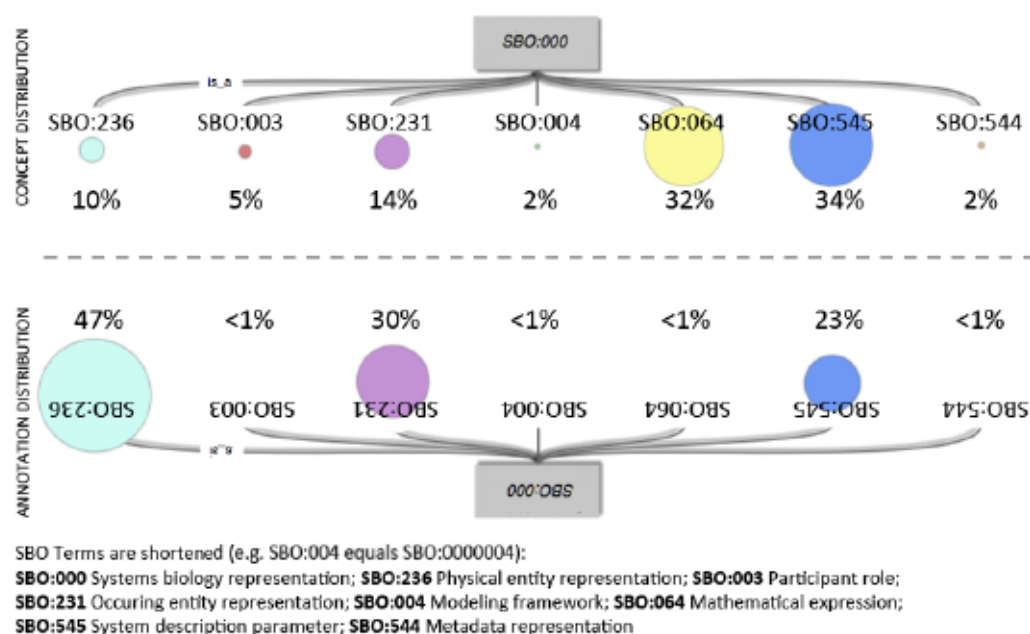 SBO:000
CONCEPT DISTRIBUTION
is_a
SBO:236 SBO:003 SBO:231 SBO:004 SBO:064 SBO:545 SBO:544
10% 5% 14% 2% 32% 34% 2%
ANNOTATION DISTRIBUTION
47% <1% 30% <1% <1% 23% <1%
SBO:236 SBO:003 SBO:231 SBO:004 SBO:064 SBO:545 SBO:544
is_a
SBO:000
SBO Terms are shortened (e.g. SBO:004 equals SBO:0000004):
SBO:000 Systems biology representation; SBO:236 Physical entity representation; SBO:003 Participant role;
SBO:231 Occuring entity representation; SBO:004 Modeling framework; SBO:064 Mathematical expression;
SBO:545 System description parameter; SBO:544 Metadata representation